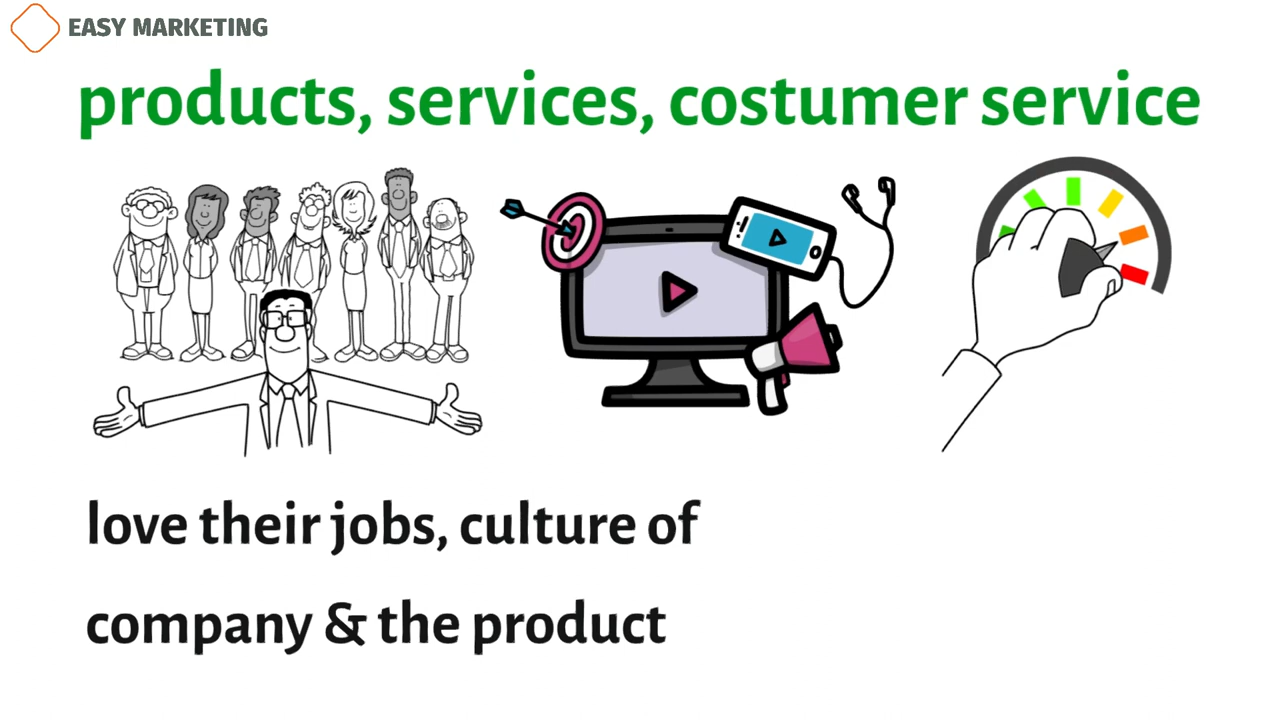 EASY MARKETING
products, services, costumer service
love their jobs, culture of
company & the product